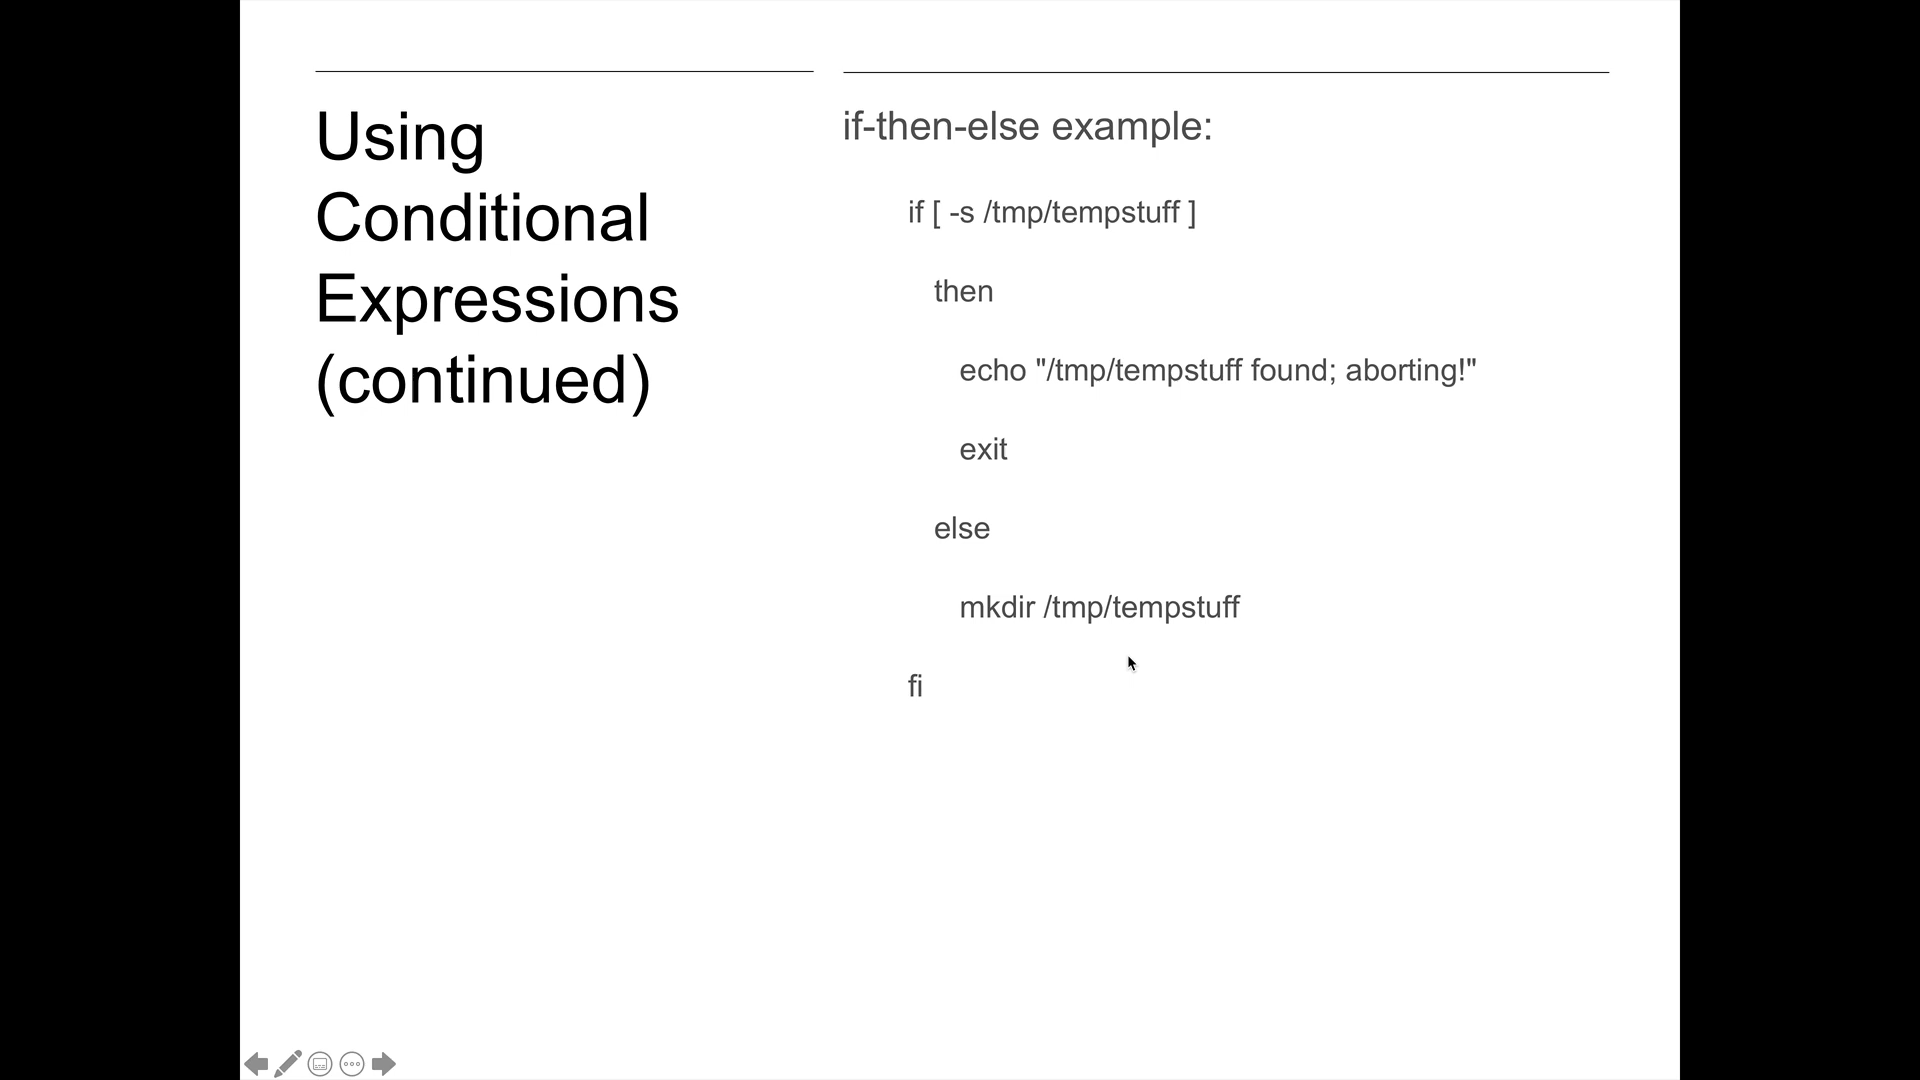 Using
Conditional
Expressions
(continued)
if-then-else example:
if [ -s /tmp/tempstuff ]
then
echo "/tmp/tempstuff found; aborting!"
exit
else
mkdir /tmp/tempstuff
fi